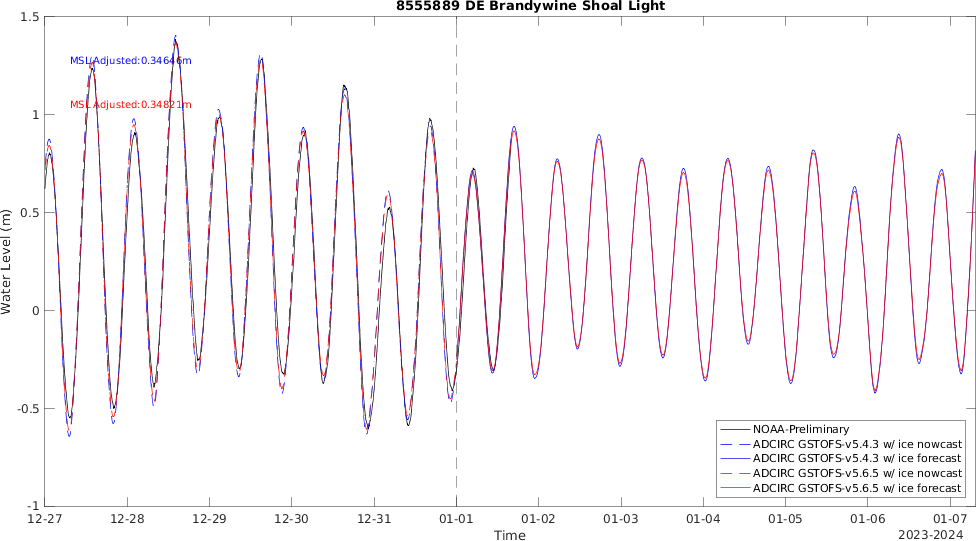 8555889 DE Brandywine Shoal Light
1.5
MSL Adjusted:0.34646m
MSL Adjusted:0.34821m
1
0.5
0
-0.5
-1
Water Level (m)
NOAA-Preliminary
ADCIRC GSTOFS-v5.4.3 w/ ice nowcast
ADCIRC GSTOFS-v5.4.3 w/ ice forecast
ADCIRC GSTOFS-v5.6.5 w/ ice nowcast
ADCIRC GSTOFS-v5.6.5 w/ ice forecast
12-27 12-28 12-29 12-30 12-31 01-01 01-02 01-03 01-04 01-05 01-06 01-07
Time
2023-2024